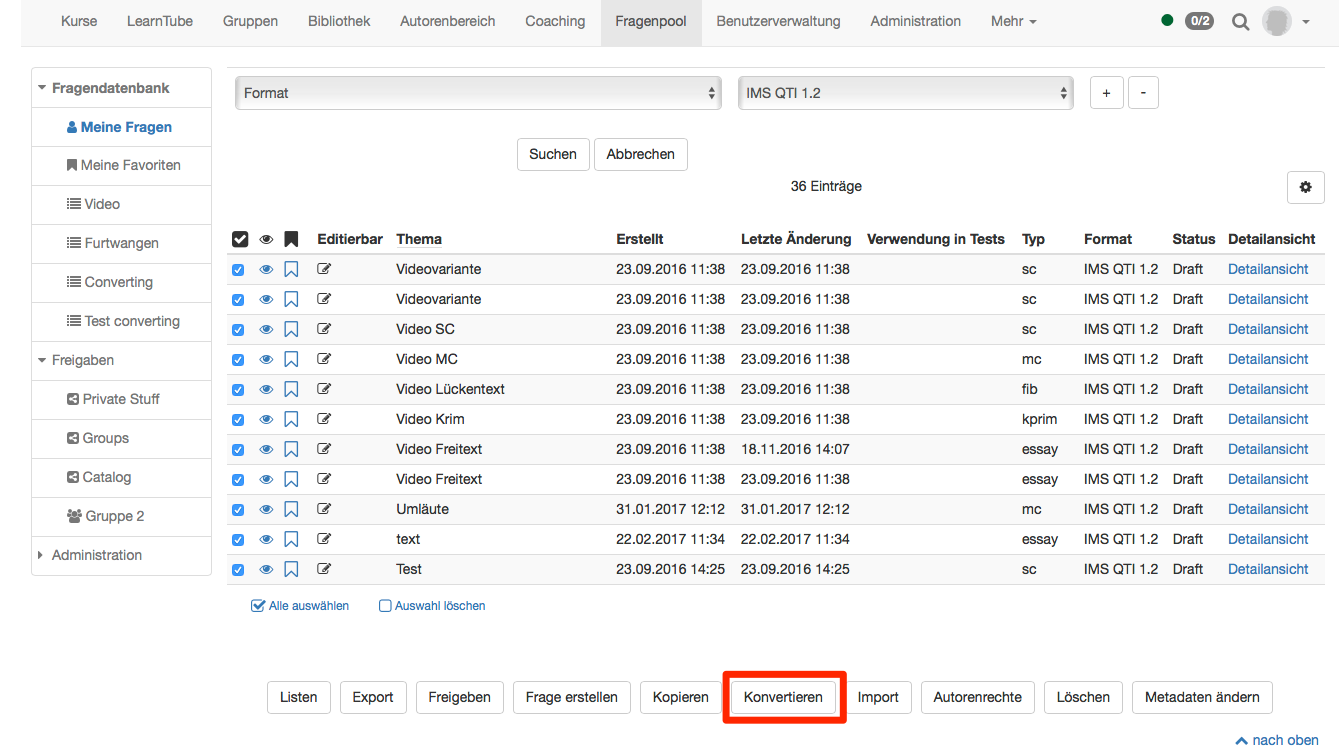 Kurse LearnTube Gruppen Bibliothek Autorenbereich Coaching Fragenpool Benutzerverwaltung Administration Mehr 0/2
Fragendatenbank
Meine Fragen
Meine Favoriten
Video
Furtwangen
Converting
Test converting
Freigaben
Private Stuff
Groups
Catalog
Gruppe 2
Administration
Format IMS QTI 1.2 + -
Suchen Abbrechen
36 Einträge
Editierbar Thema Erstellt Letzte Änderung Verwendung in Tests Typ Format Status Detailansicht
Videovariante 23.09.2016 11:38 23.09.2016 11:38 sc IMS QTI 1.2 Draft Detailansicht
Videovariante 23.09.2016 11:38 23.09.2016 11:38 sc IMS QTI 1.2 Draft Detailansicht
Video SC 23.09.2016 11:38 23.09.2016 11:38 sc IMS QTI 1.2 Draft Detailansicht
Video MC 23.09.2016 11:38 23.09.2016 11:38 mc IMS QTI 1.2 Draft Detailansicht
Video Lückentext 23.09.2016 11:38 23.09.2016 11:38 fib IMS QTI 1.2 Draft Detailansicht
Video Krim 23.09.2016 11:38 23.09.2016 11:38 kprim IMS QTI 1.2 Draft Detailansicht
Video Freitext 23.09.2016 11:38 18.11.2016 14:07 essay IMS QTI 1.2 Draft Detailansicht
Video Freitext 23.09.2016 11:38 23.09.2016 11:38 essay IMS QTI 1.2 Draft Detailansicht
Umläute 31.01.2017 12:12 31.01.2017 12:12 mc IMS QTI 1.2 Draft Detailansicht
text 22.02.2017 11:34 22.02.2017 11:34 essay IMS QTI 1.2 Draft Detailansicht
Test 23.09.2016 14:25 23.09.2016 14:25 sc IMS QTI 1.2 Draft Detailansicht
Alle auswählen Auswahl löschen
Listen Export Freigeben Frage erstellen Kopieren Konvertieren Import Autorenrechte Löschen Metadaten ändern
nach oben